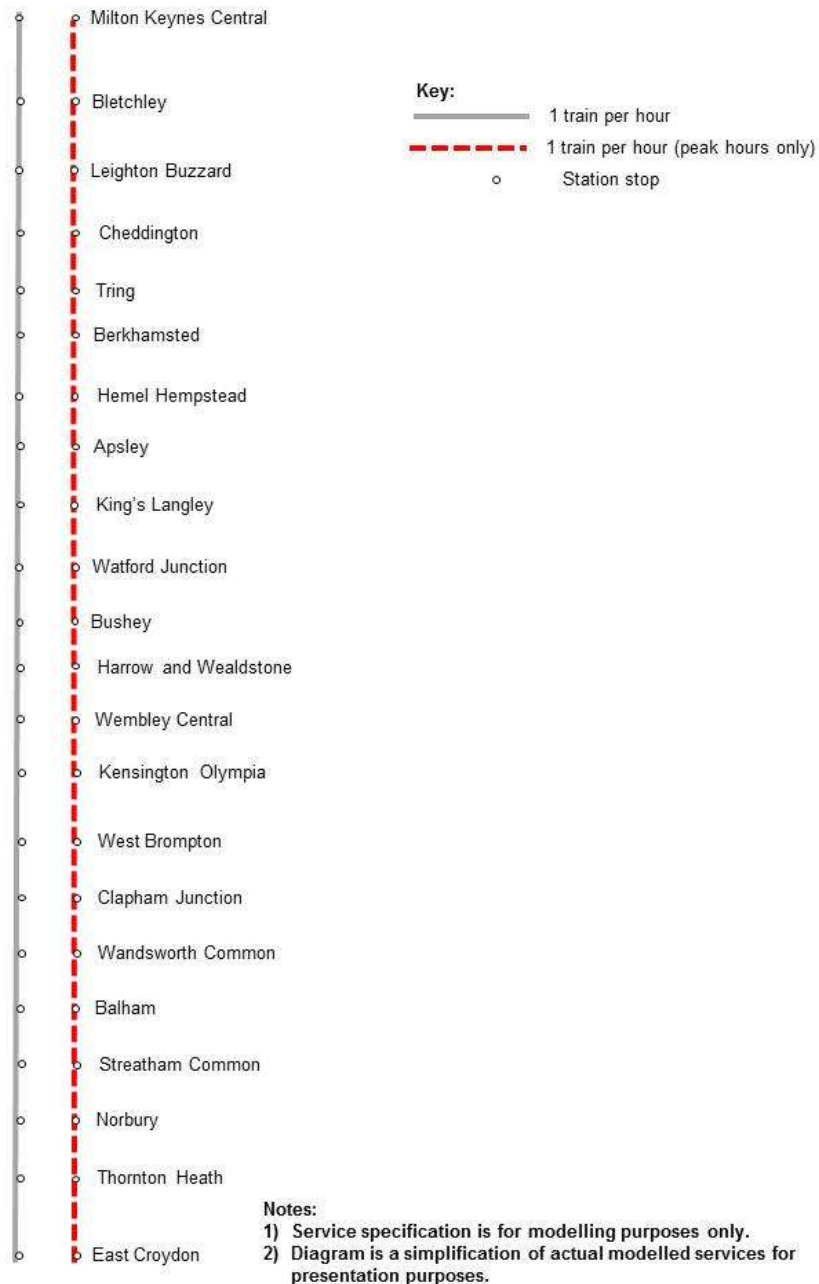 Milton Keynes Central
Bletchley
Leighton Buzzard
Cheddington
Tring
Berkhamsted
Hemel Hempstead
Apsley
King's Langley
Watford Junction
Bushey
Harrow and Wealdstone
Wembley Central
Kensington Olympia
West Brompton
Clapham Junction
Wandsworth Common
Balham
Streatham Common
Norbury
Thornton Heath
East Croydon
Key:
1 train per hour
1 train per hour (peak hours only)
Station stop
Notes:
1) Service specification is for modelling purposes only.
2) Diagram is a simplification of actual modelled services for
presentation purposes.